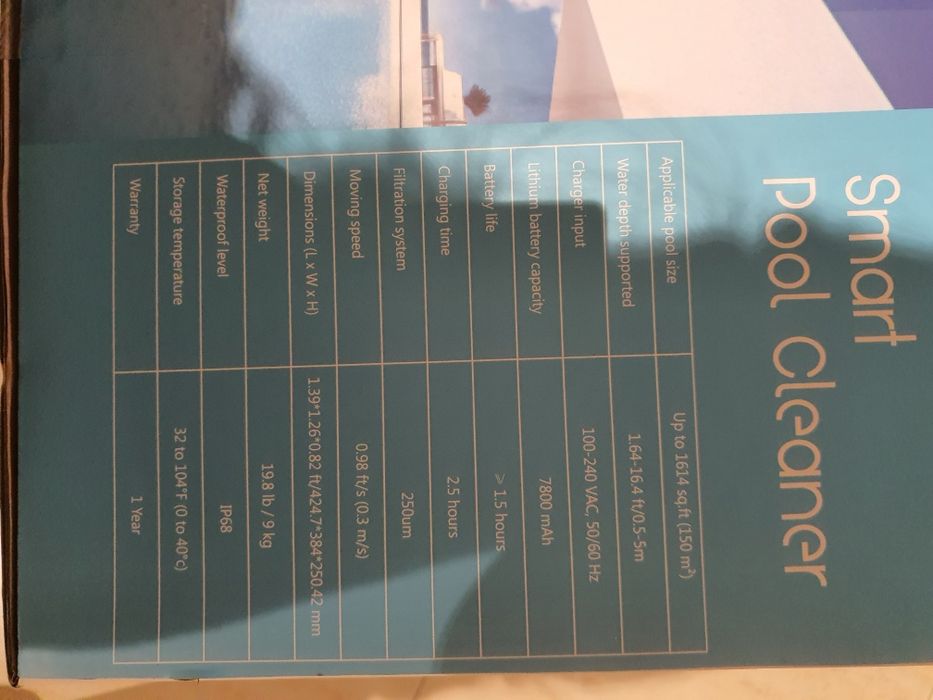 Smart
Pool Cleaner
Applicable pool size Up to 1614 sq,ft (150 m²)
Water depth supported 1.64-16.4 ft/0.5-5m
Charger input 100-240 VAC, 50/60 Hz
Lithium battery capacity 7800 mAh
Battery life ⩾ 1.5 hours
Charging time 2.5 hours
Filtration system 250um
Moving speed 0.98 ft/s (0.3 m/s)
Dimensions (L x W x H) 1.39*1.26*0.82 ft/424.7*384*250.42 mm
Net weight 19.8 lb / 9 kg
Waterproof level IP68
Storage temperature 32 to 104°F (0 to 40°c)
Warranty 1 Year